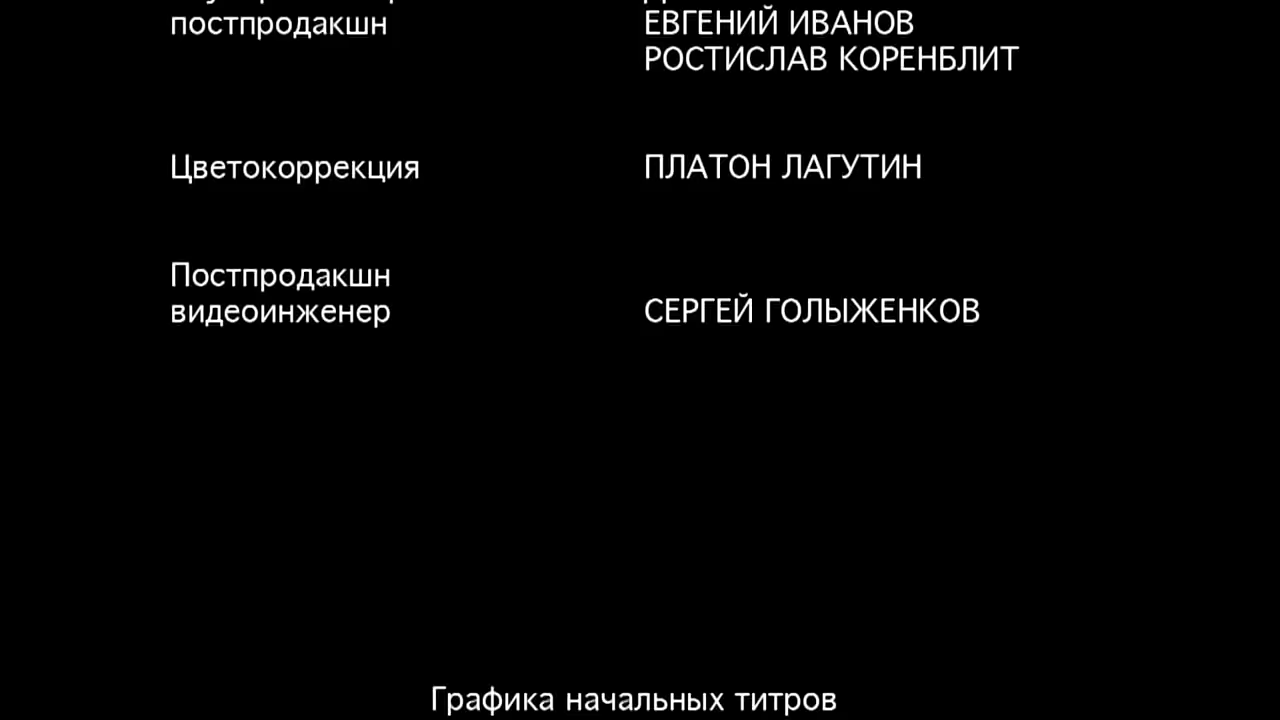 постпродакшн
ЕВГЕНИЙ ИВАНОВ
РОСТИСЛАВ КОРЕНБЛИТ
Цветокоррекция
ПЛАТОН ЛАГУТИН
Постпродакшн
видеоинженер
СЕРГЕЙ ГОЛЫЖЕНКОВ
Графика начальных титров